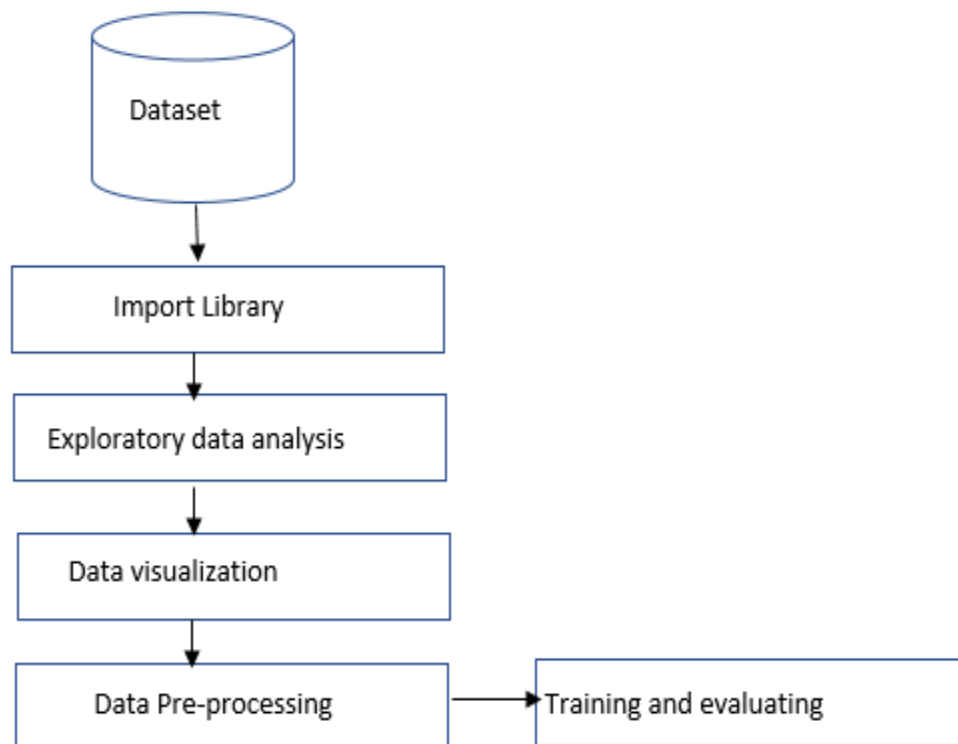 Dataset
Import Library
Exploratory data analysis
Data visualization
Data Pre-processing
Training and evaluating